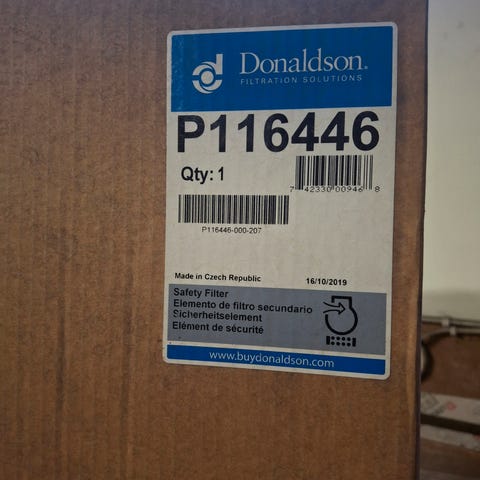 Donaldson®
FILTRATION SOLUTIONS
P116446
Qty: 1
7 42330 00946 8
P116446-000-207
Made in Czech Republic 16/10/2019
Safety Filter
Elemento de filtro secundario
Sicherheitselement
Elément de sécurité
www.buydonaldson.com